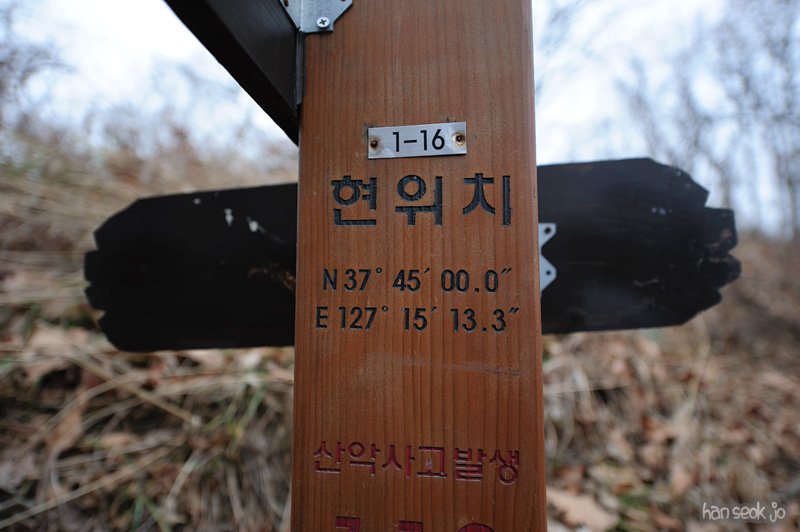 1-16
현위치
N 37° 45′ 00.0″
E 127° 15′ 13.3″
산악사고발생
han seok jo